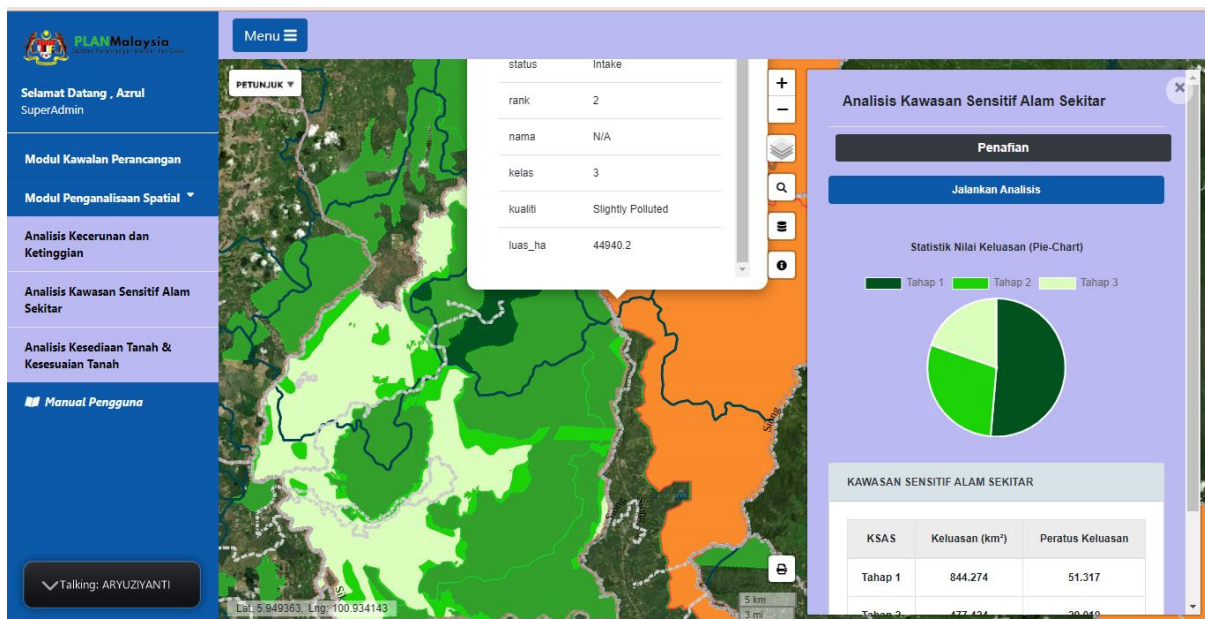 PLANMalaysia
Selamat Datang , Azrul
SuperAdmin
Modul Kawalan Perancangan
Modul Penganalisaan Spatial
Analisis Kecerunan dan
Ketinggian
Analisis Kawasan Sensitif Alam
Sekitar
Analisis Kesediaan Tanah &
Kesesuaian Tanah
Manual Pengguna
Talking: ARYUZIYANTI
Menu
PETUNJUK
status Intake
rank 2
nama N/A
kelas 3
kualiti Slightly Polluted
luas_ha 44940.2
Sik
Lat: 5.949363, Lng: 100.934143
5 km
3 mi
Analisis Kawasan Sensitif Alam Sekitar
Penafian
Jalankan Analisis
Statistik Nilai Keluasan (Pie-Chart)
Tahap 1 Tahap 2 Tahap 3
KAWASAN SENSITIF ALAM SEKITAR
KSAS Keluasan (km²) Peratus Keluasan
Tahap 1 844.274 51.317